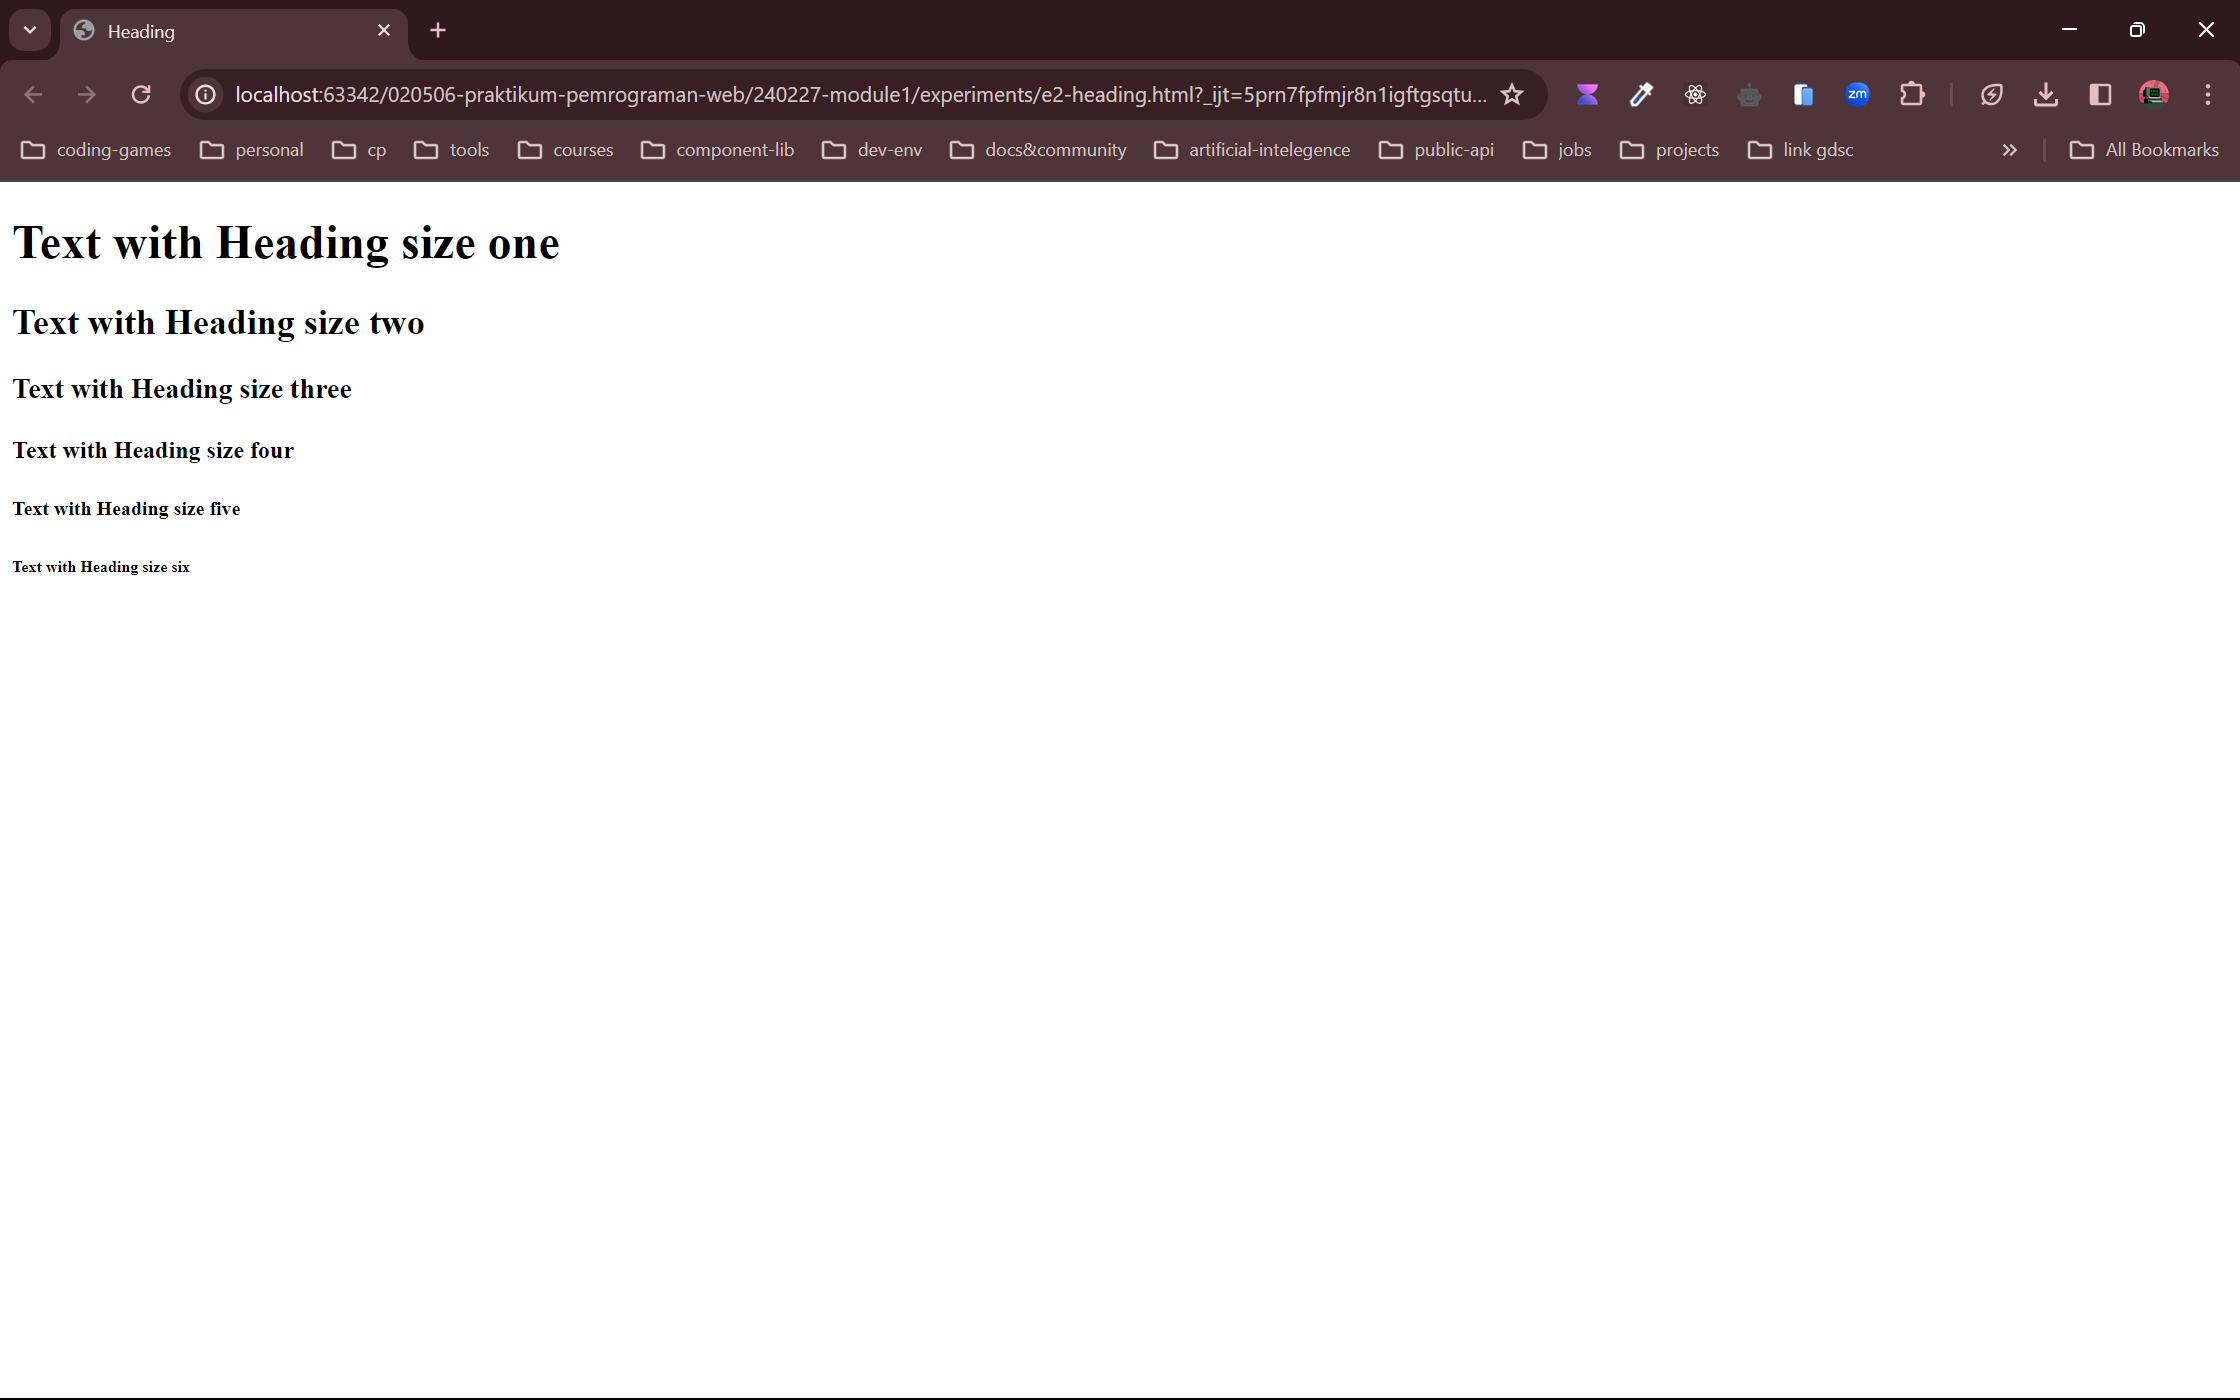 Heading
localhost:63342/020506-praktikum-pemrograman-web/240227-module1/experiments/e2-heading.html?_ijt=5prn7fpfmjr8n1igftgsqtu...
zm
coding-games personal cp tools courses component-lib dev-env docs&community artificial-intelegence public-api jobs projects link gdsc All Bookmarks
Text with Heading size one
Text with Heading size two
Text with Heading size three
Text with Heading size four
Text with Heading size five
Text with Heading size six